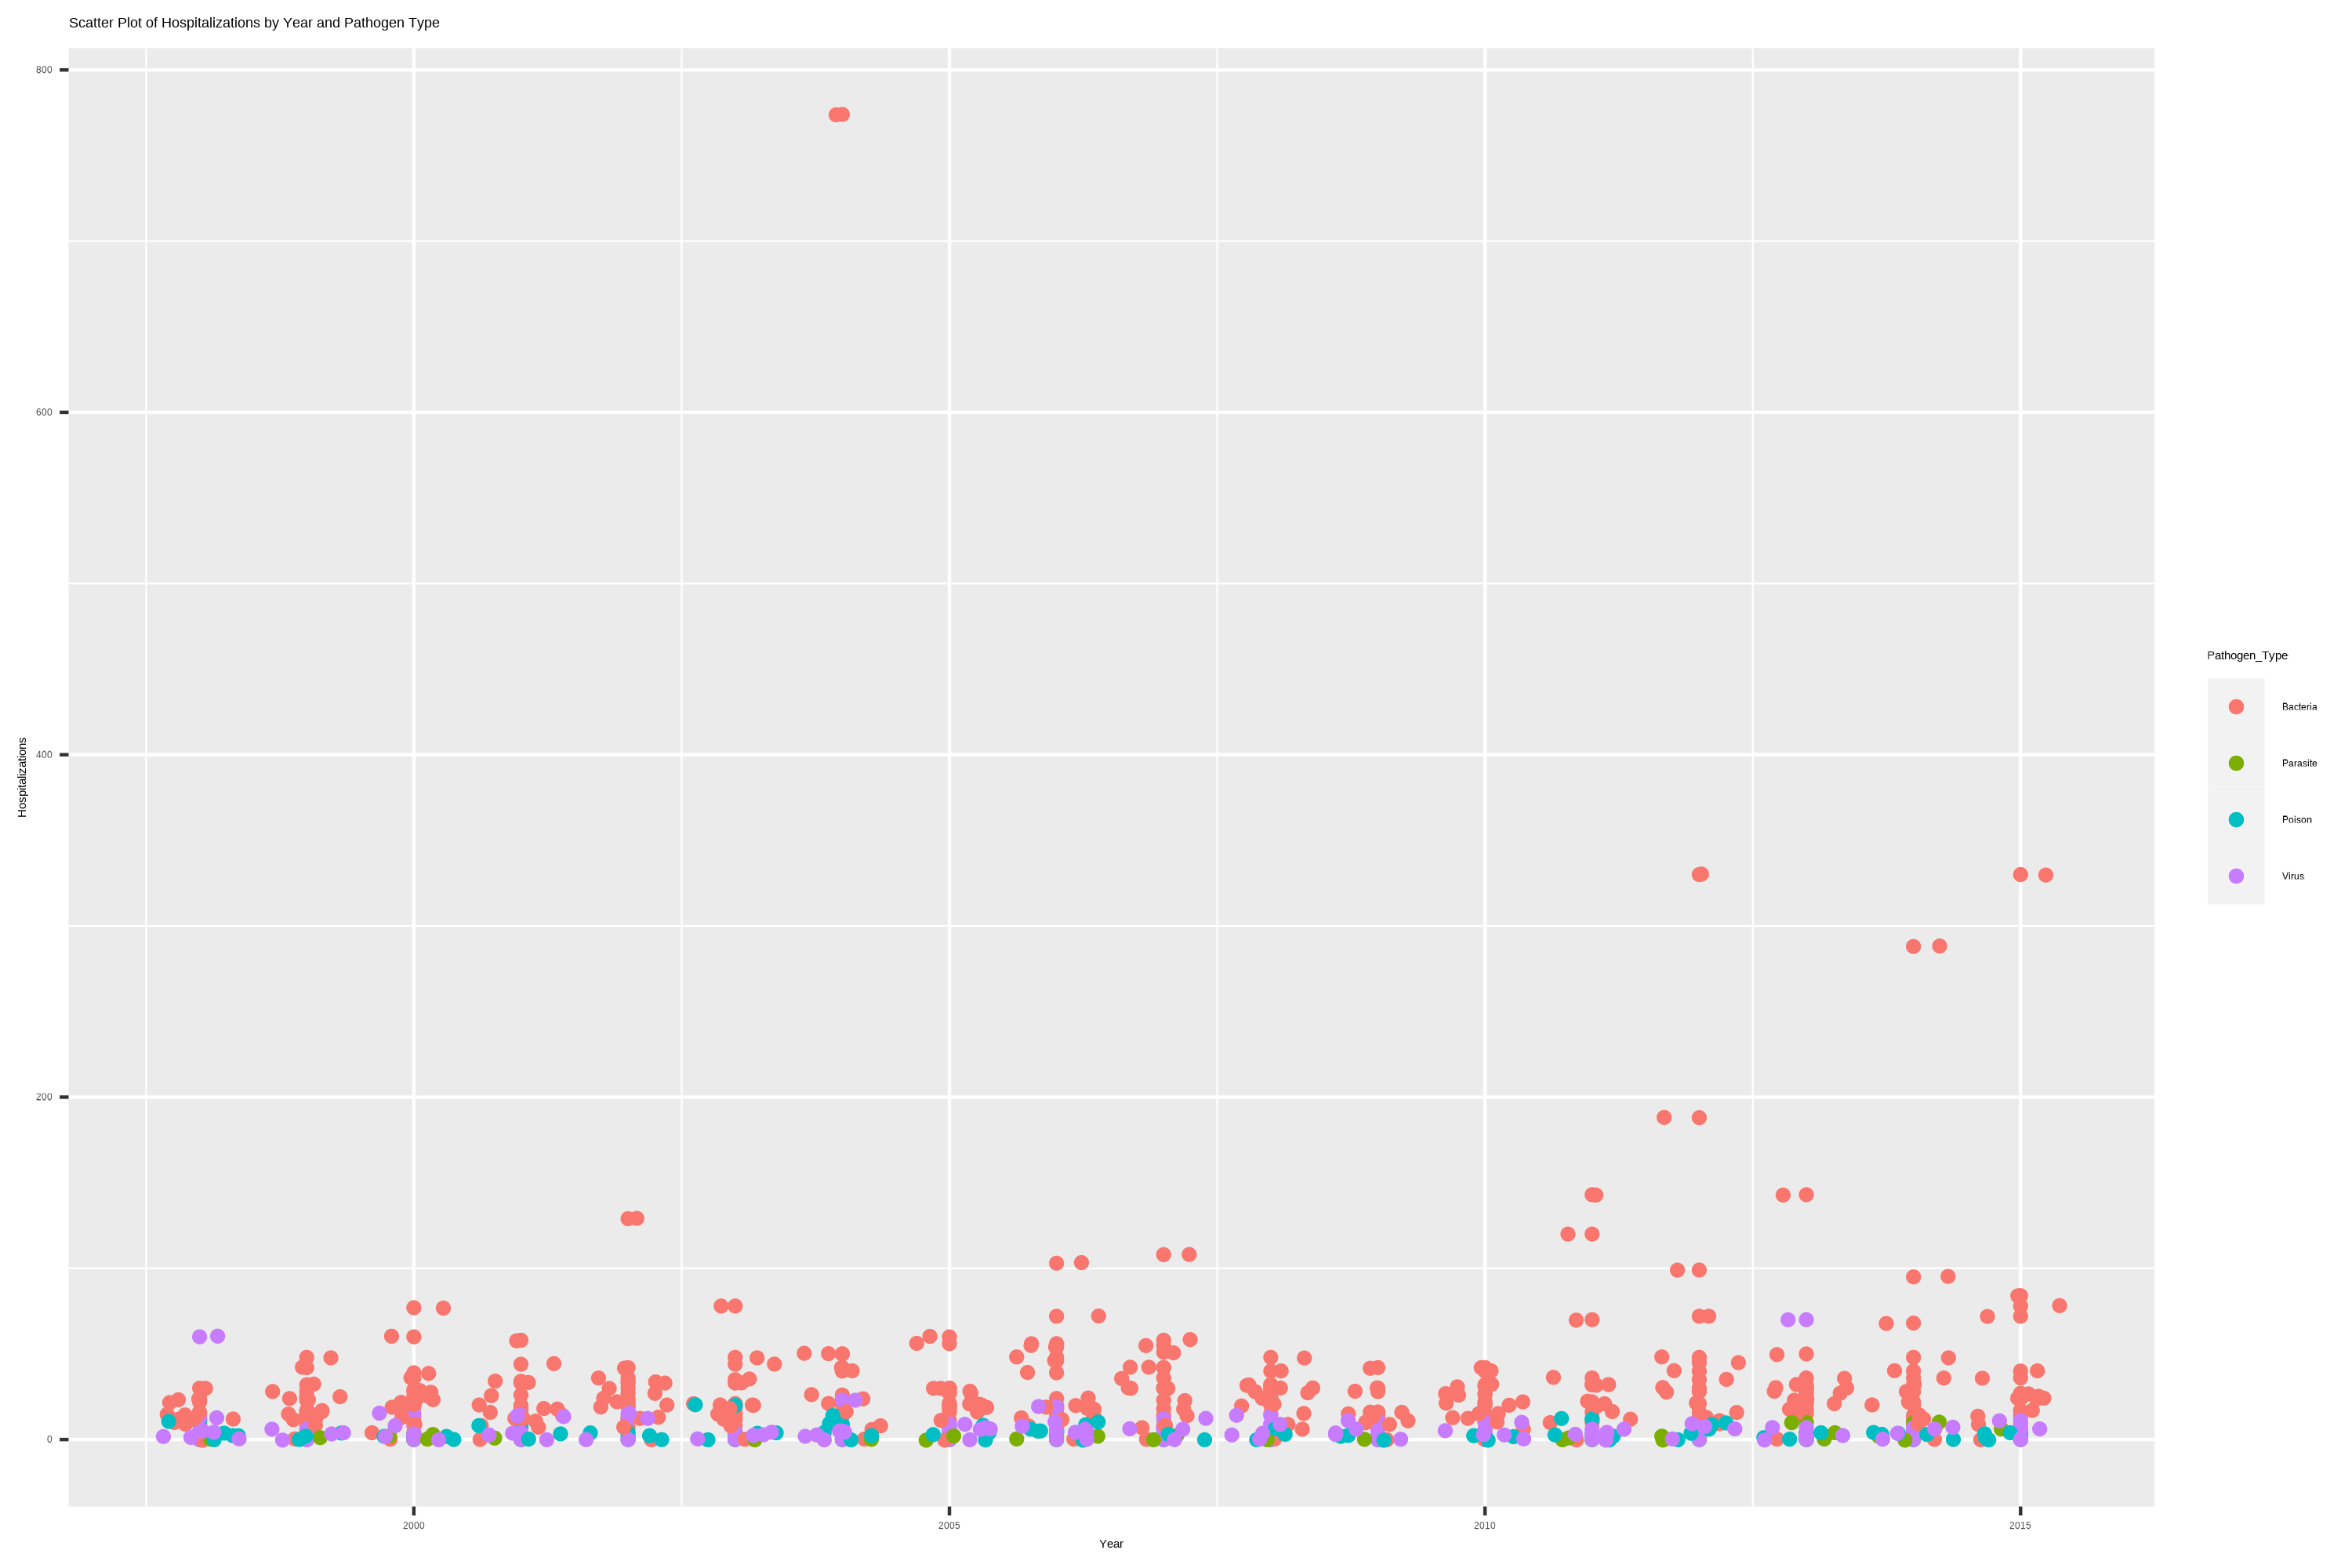 Scatter Plot of Hospitalizations by Year and Pathogen Type
800
600
400
200
0
Hospitalizations
2000
2005
2010
2015
Year
Pathogen_Type
Bacteria
Parasite
Poison
Virus